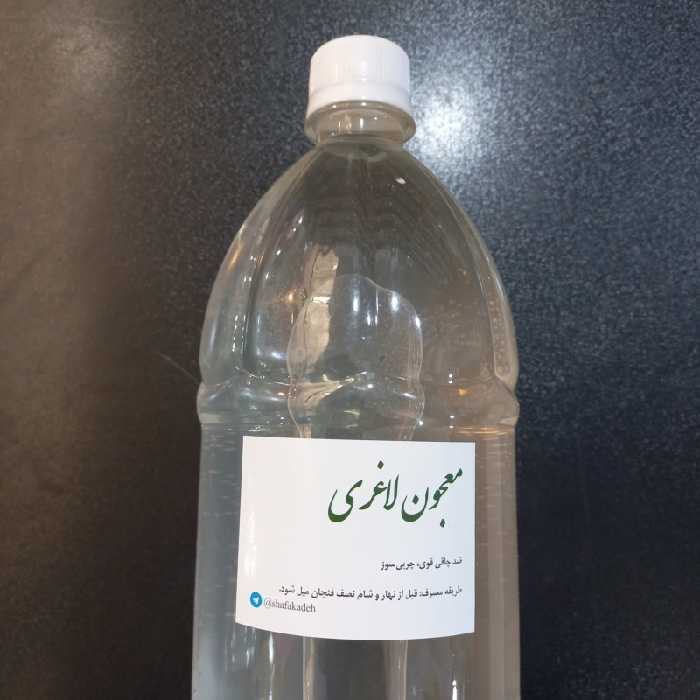 معجون لاغری
ضد چاقی قوی، چربی‌سوز
طریقه مصرف: قبل از نهار و شام نصف فنجان میل شود.
@shafakadeh